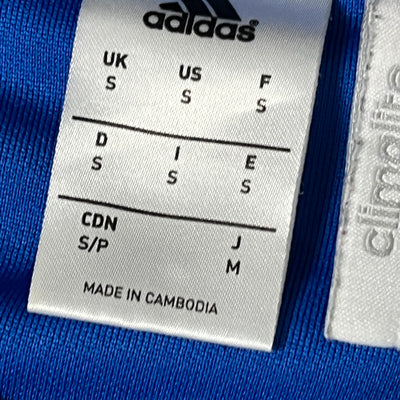 adidas
UK US F
S S S
D I E
S S S
CDN J
S/P M
MADE IN CAMBODIA
climalite